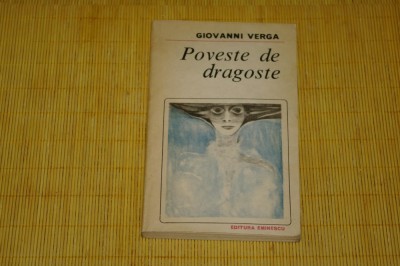 GIOVANNI VERGA
Poveste de
dragoste
EDITURA EMINESCU